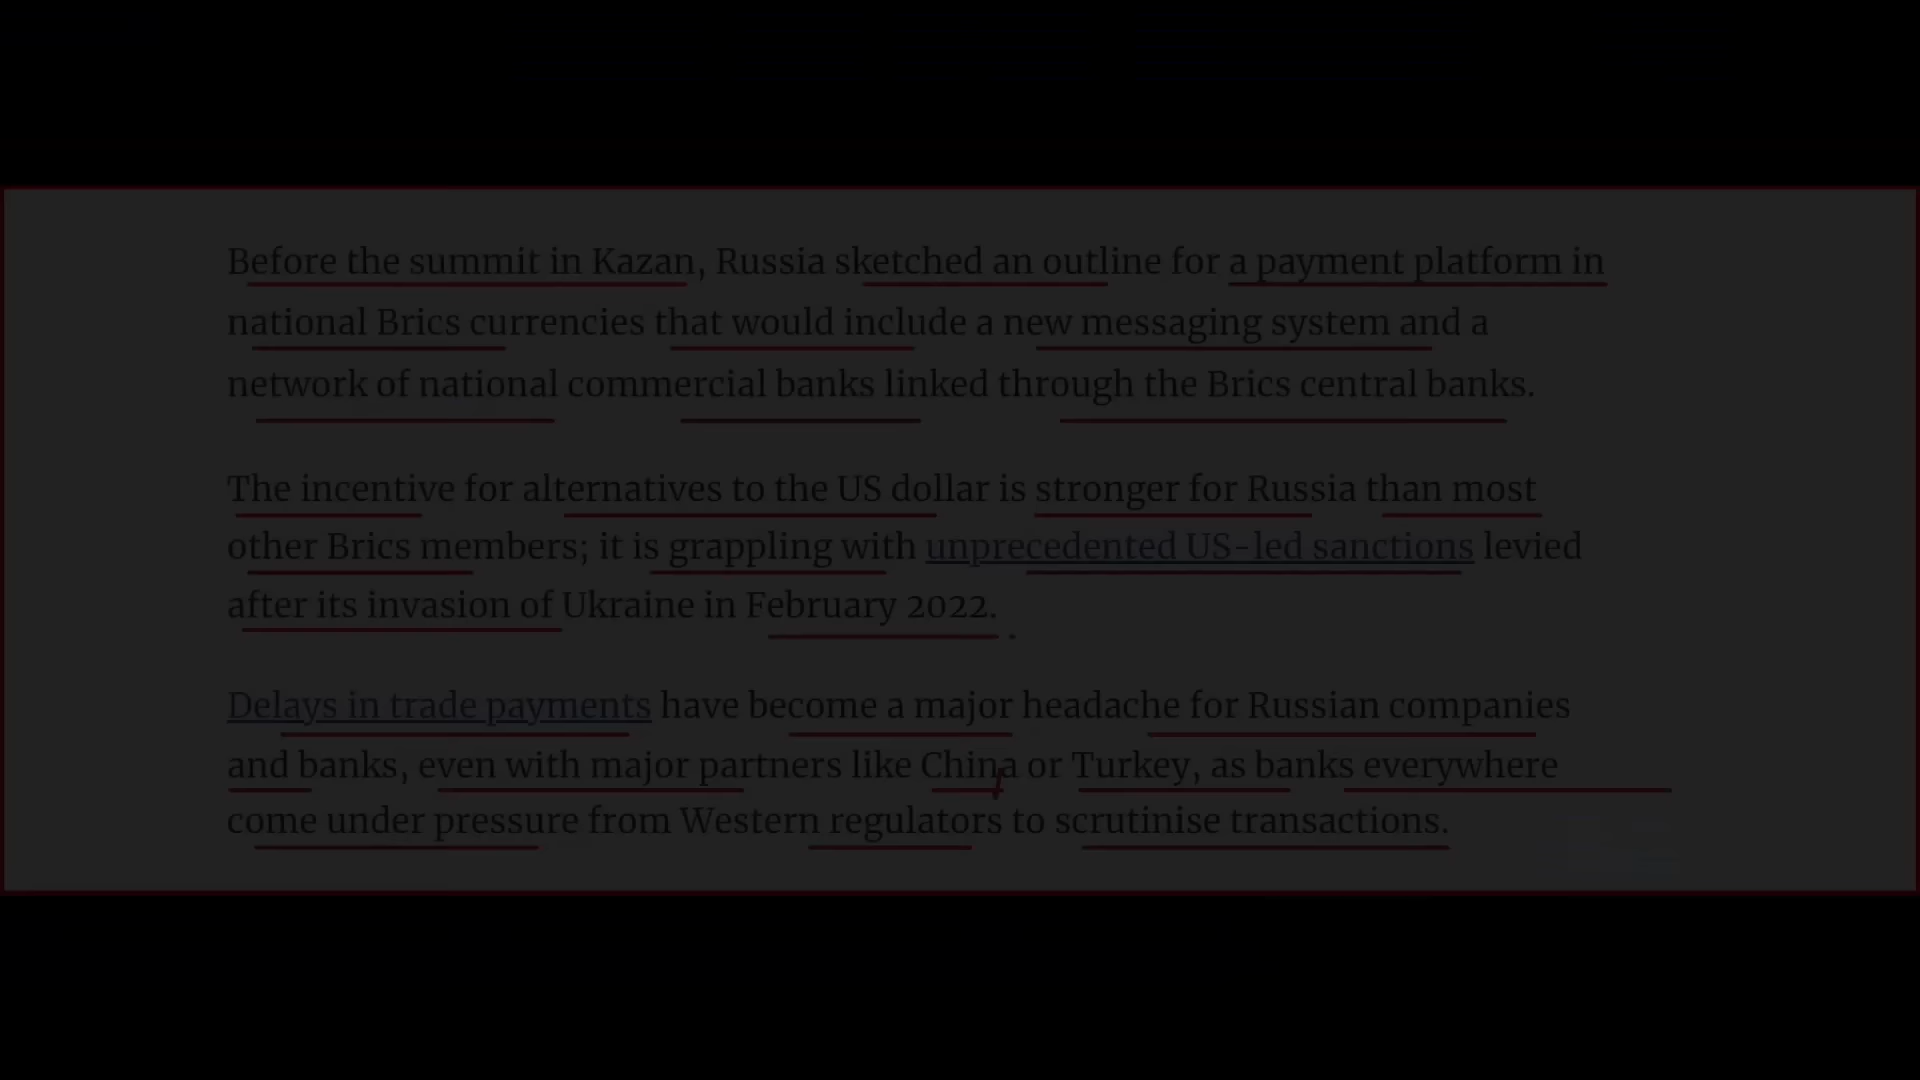 Before the summit in Kazan, Russia sketched an outline for a payment platform in
national Brics currencies that would include a new messaging system and a
network of national commercial banks linked through the Brics central banks.
The incentive for alternatives to the US dollar is stronger for Russia than most
other Brics members; it is grappling with unprecedented US-led sanctions levied
after its invasion of Ukraine in February 2022.
Delays in trade payments have become a major headache for Russian companies
and banks, even with major partners like China or Turkey, as banks everywhere
come under pressure from Western regulators to scrutinise transactions.